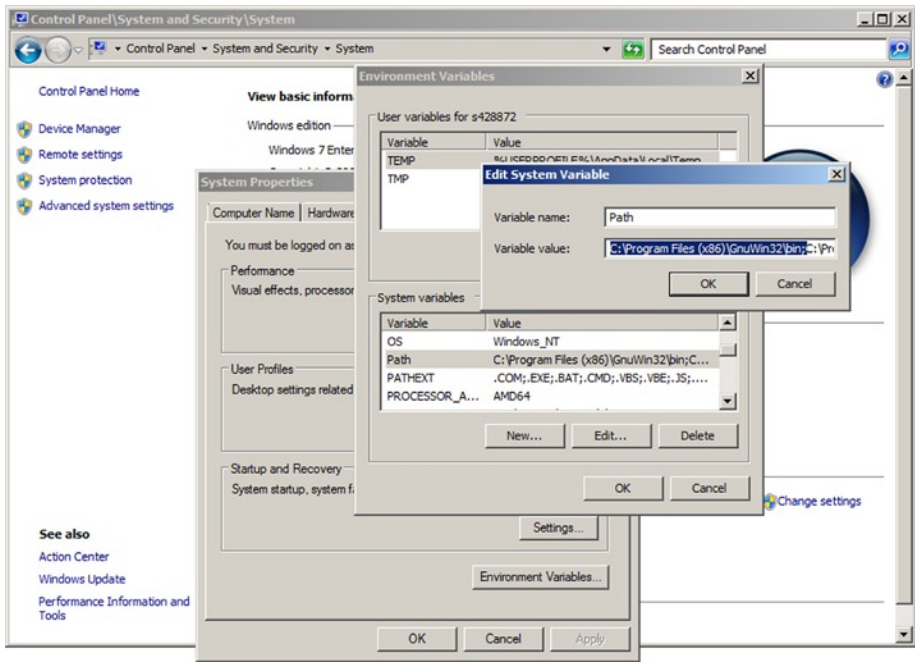 Control Panel\System and Security\System
Control Panel System and Security System
Search Control Panel
Control Panel Home
Device Manager
Remote settings
System protection
Advanced system settings
See also
Action Center
Windows Update
Performance Information and
Tools
View basic inform
Windows edition
Windows 7 Enter
Change settings
System Properties
Computer Name Hardware
You must be logged on as
Performance
Visual effects, processor
User Profiles
Desktop settings related
Startup and Recovery
System startup, system fa
Settings...
Environment Variables...
OK Cancel Apply
Environment Variables
User variables for s428872
Variable Value
TEMP %USERPROFILE%\AppData\Local\Temp
TMP
System variables
Variable Value
OS Windows_NT
Path C:\Program Files (x86)\GnuWin32\bin;C...
PATHEXT .COM;.EXE;.BAT;.CMD;.VBS;.VBE;.JS;....
PROCESSOR_A... AMD64
New... Edit... Delete
OK Cancel
Edit System Variable
Variable name: Path
Variable value: C:\Program Files (x86)\GnuWin32\bin;C:\Pro
OK Cancel